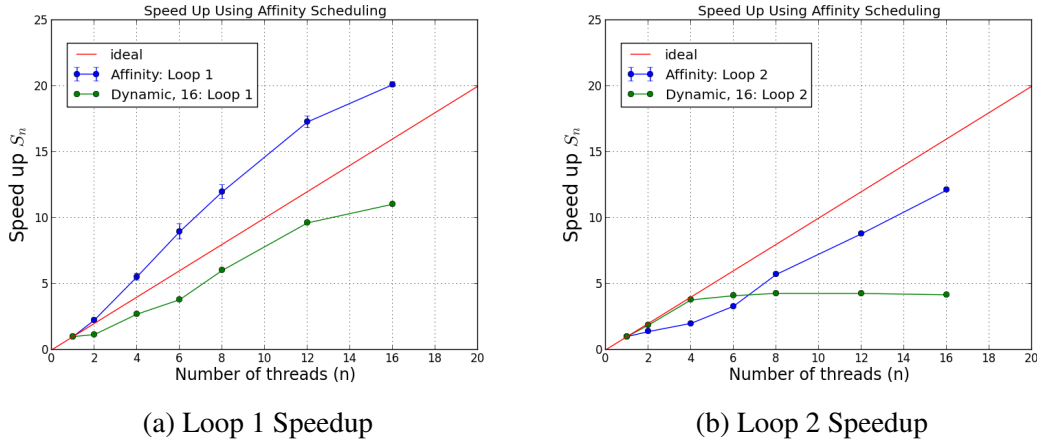 Speed Up Using Affinity Scheduling
25
20
15
10
5
0
0 2 4 6 8 10 12 14 16 18 20
Speed up Sₙ
Number of threads (n)
ideal
Affinity: Loop 1
Dynamic, 16: Loop 1
(a) Loop 1 Speedup
Speed Up Using Affinity Scheduling
25
20
15
10
5
0
0 2 4 6 8 10 12 14 16 18 20
Speed up Sₙ
Number of threads (n)
ideal
Affinity: Loop 2
Dynamic, 16: Loop 2
(b) Loop 2 Speedup